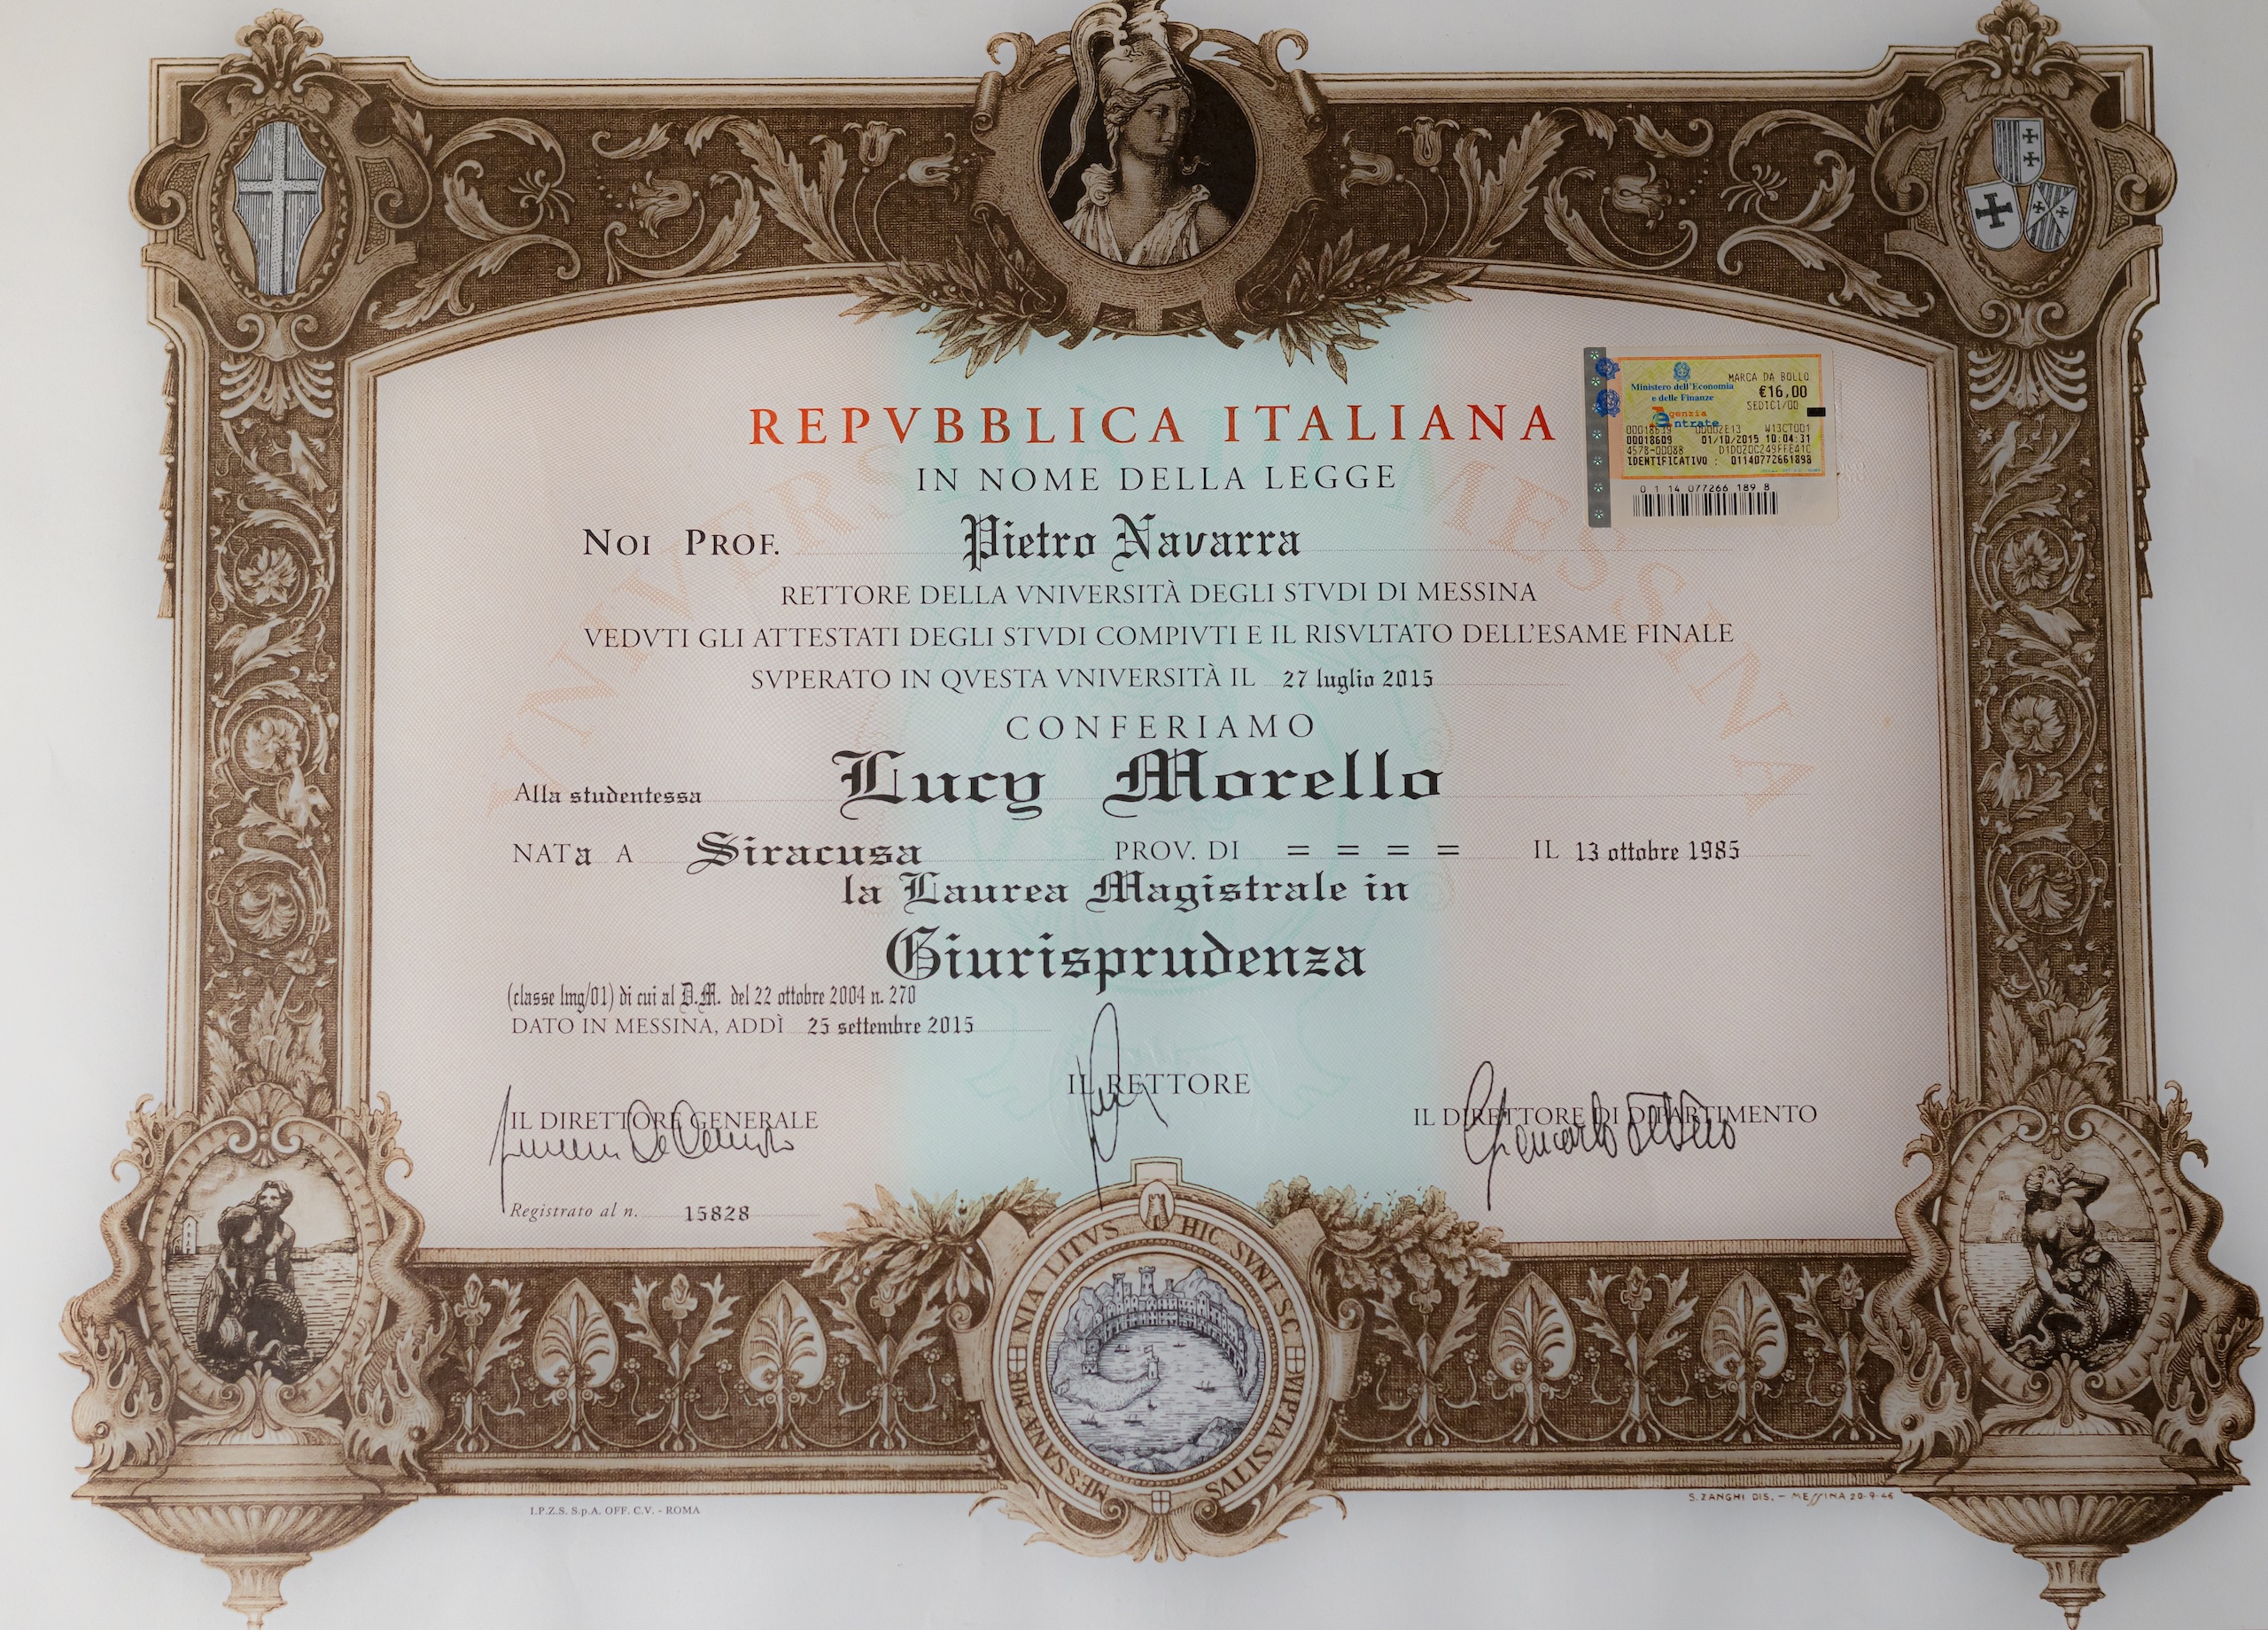 REPVBBLICA ITALIANA
IN NOME DELLA LEGGE
NOI PROF. Pietro Navarra
RETTORE DELLA VNIVERSITÀ DEGLI STVDI DI MESSINA
VEDVTI GLI ATTESTATI DEGLI STVDI COMPIVTI E IL RISVLTATO DELL'ESAME FINALE
SVPERATO IN QVESTA VNIVERSITÀ IL 27 luglio 2015
CONFERIAMO
Alla studentessa Lucy Morello
NATa A Siracusa PROV. DI = = = = IL 13 ottobre 1985
la Laurea Magistrale in
Giurisprudenza
(classe lmg/01) di cui al D.M. del 22 ottobre 2004 n. 270
DATO IN MESSINA, ADDÌ 25 settembre 2015
IL RETTORE
IL DIRETTORE GENERALE
IL DIRETTORE DI DIPARTIMENTO
Registrato al n. 15828
MARCA DA BOLLO
Ministero dell'Economia
e delle Finanze
€16,00
SEDICI/00
Agenzia
Entrate
00018609 01/10/2015 10:04:31
IDENTIFICATIVO : 01140772661898
0 1 14 077266 189 8
VNIVERSITÀ DI MESSINA
HIC SVNT
I.P.Z.S. S.p.A. OFF. C.V. - ROMA
S. ZANGHI DIS. - MESSINA 20-9-46